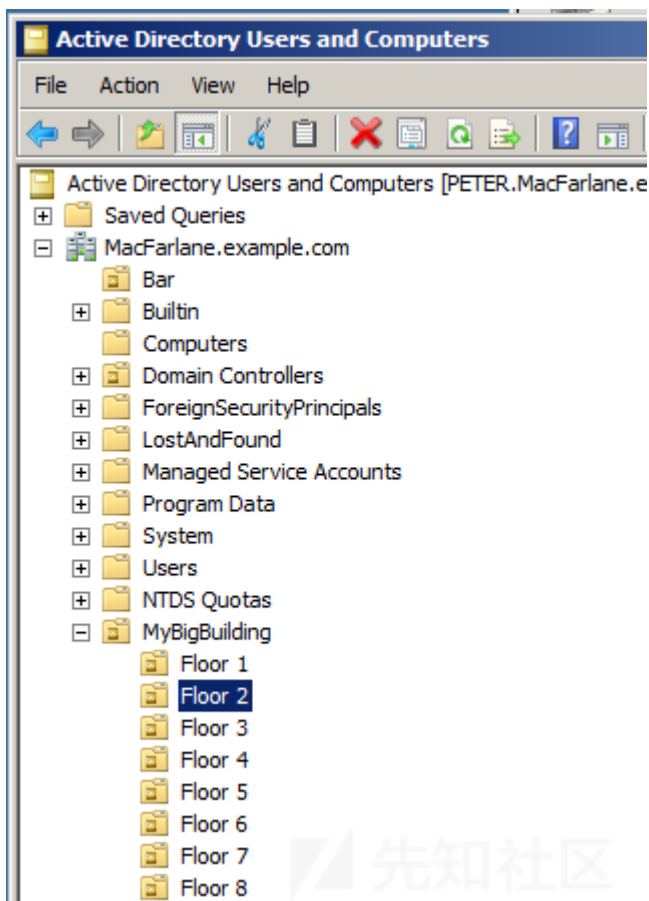 Active Directory Users and Computers
File Action View Help
Active Directory Users and Computers [PETER.MacFarlane.e
Saved Queries
MacFarlane.example.com
Bar
Builtin
Computers
Domain Controllers
ForeignSecurityPrincipals
LostAndFound
Managed Service Accounts
Program Data
System
Users
NTDS Quotas
MyBigBuilding
Floor 1
Floor 2
Floor 3
Floor 4
Floor 5
Floor 6
Floor 7
Floor 8
先知社区